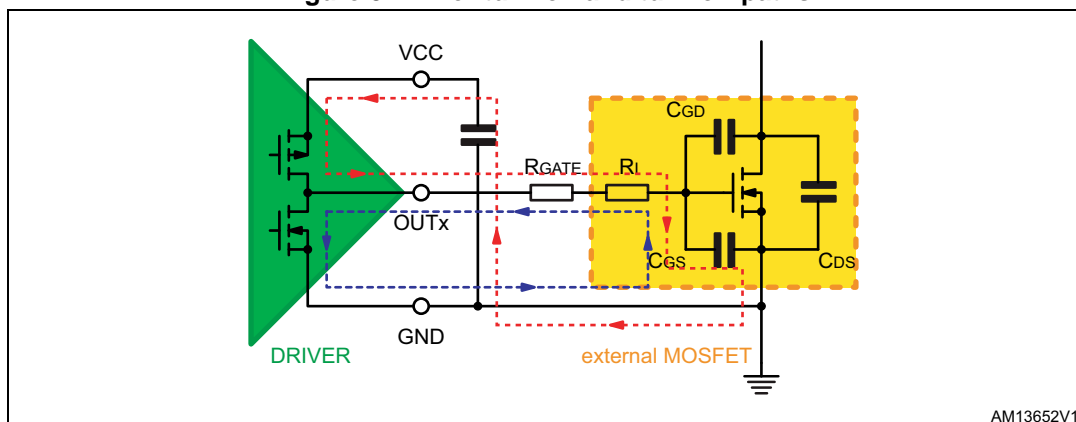 VCC
CGD
RGATE
RI
OUTx
CGS
CDS
GND
DRIVER
external MOSFET
AM13652V1